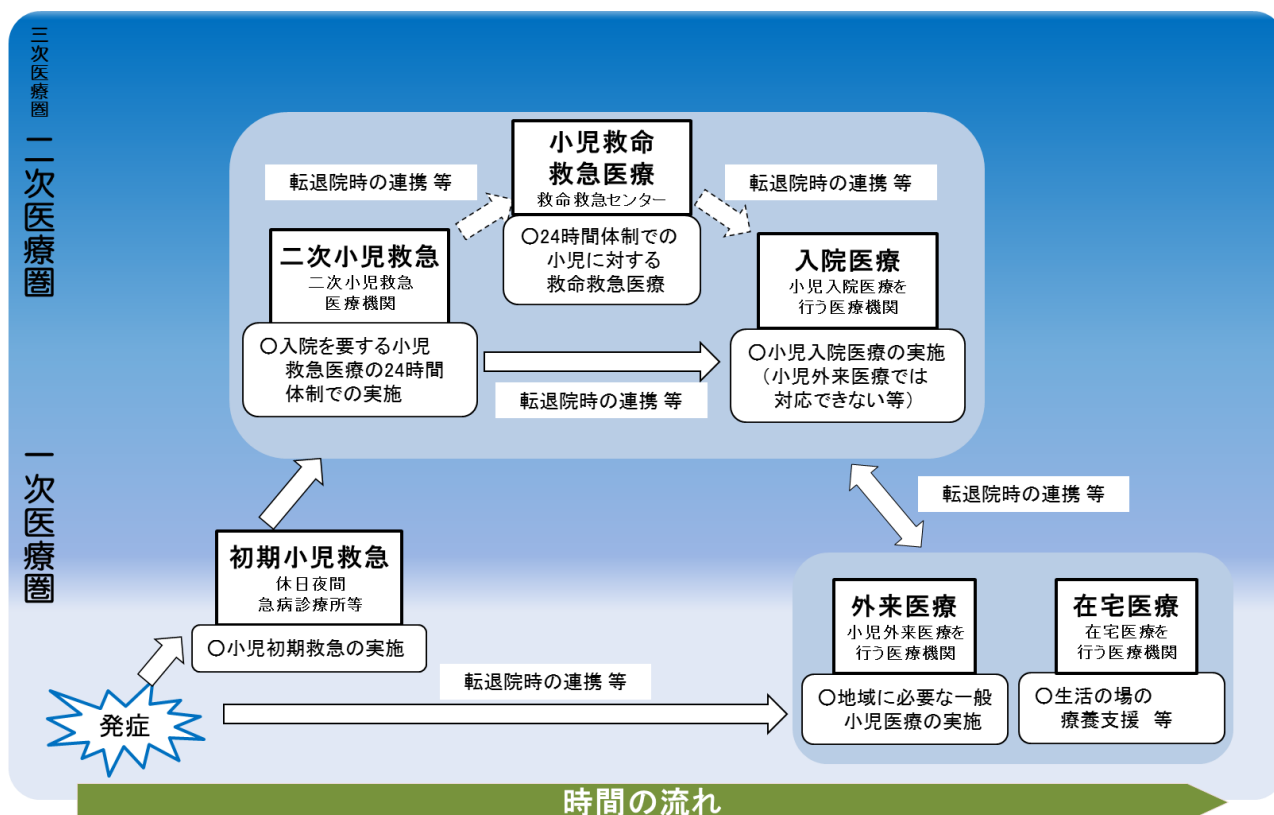 三次医療圏
二次医療圏
一次医療圏
小児救命
救急医療
救命救急センター
○24時間体制での
小児に対する
救命救急医療
転退院時の連携 等
転退院時の連携 等
二次小児救急
二次小児救急
医療機関
○入院を要する小児
救急医療の24時間
体制での実施
転退院時の連携 等
入院医療
小児入院医療を
行う医療機関
○小児入院医療の実施
（小児外来医療では
対応できない等）
転退院時の連携 等
初期小児救急
休日夜間
急病診療所等
○小児初期救急の実施
発症
転退院時の連携 等
外来医療
小児外来医療を
行う医療機関
○地域に必要な一般
小児医療の実施
在宅医療
在宅医療を
行う医療機関
○生活の場の
療養支援 等
時間の流れ